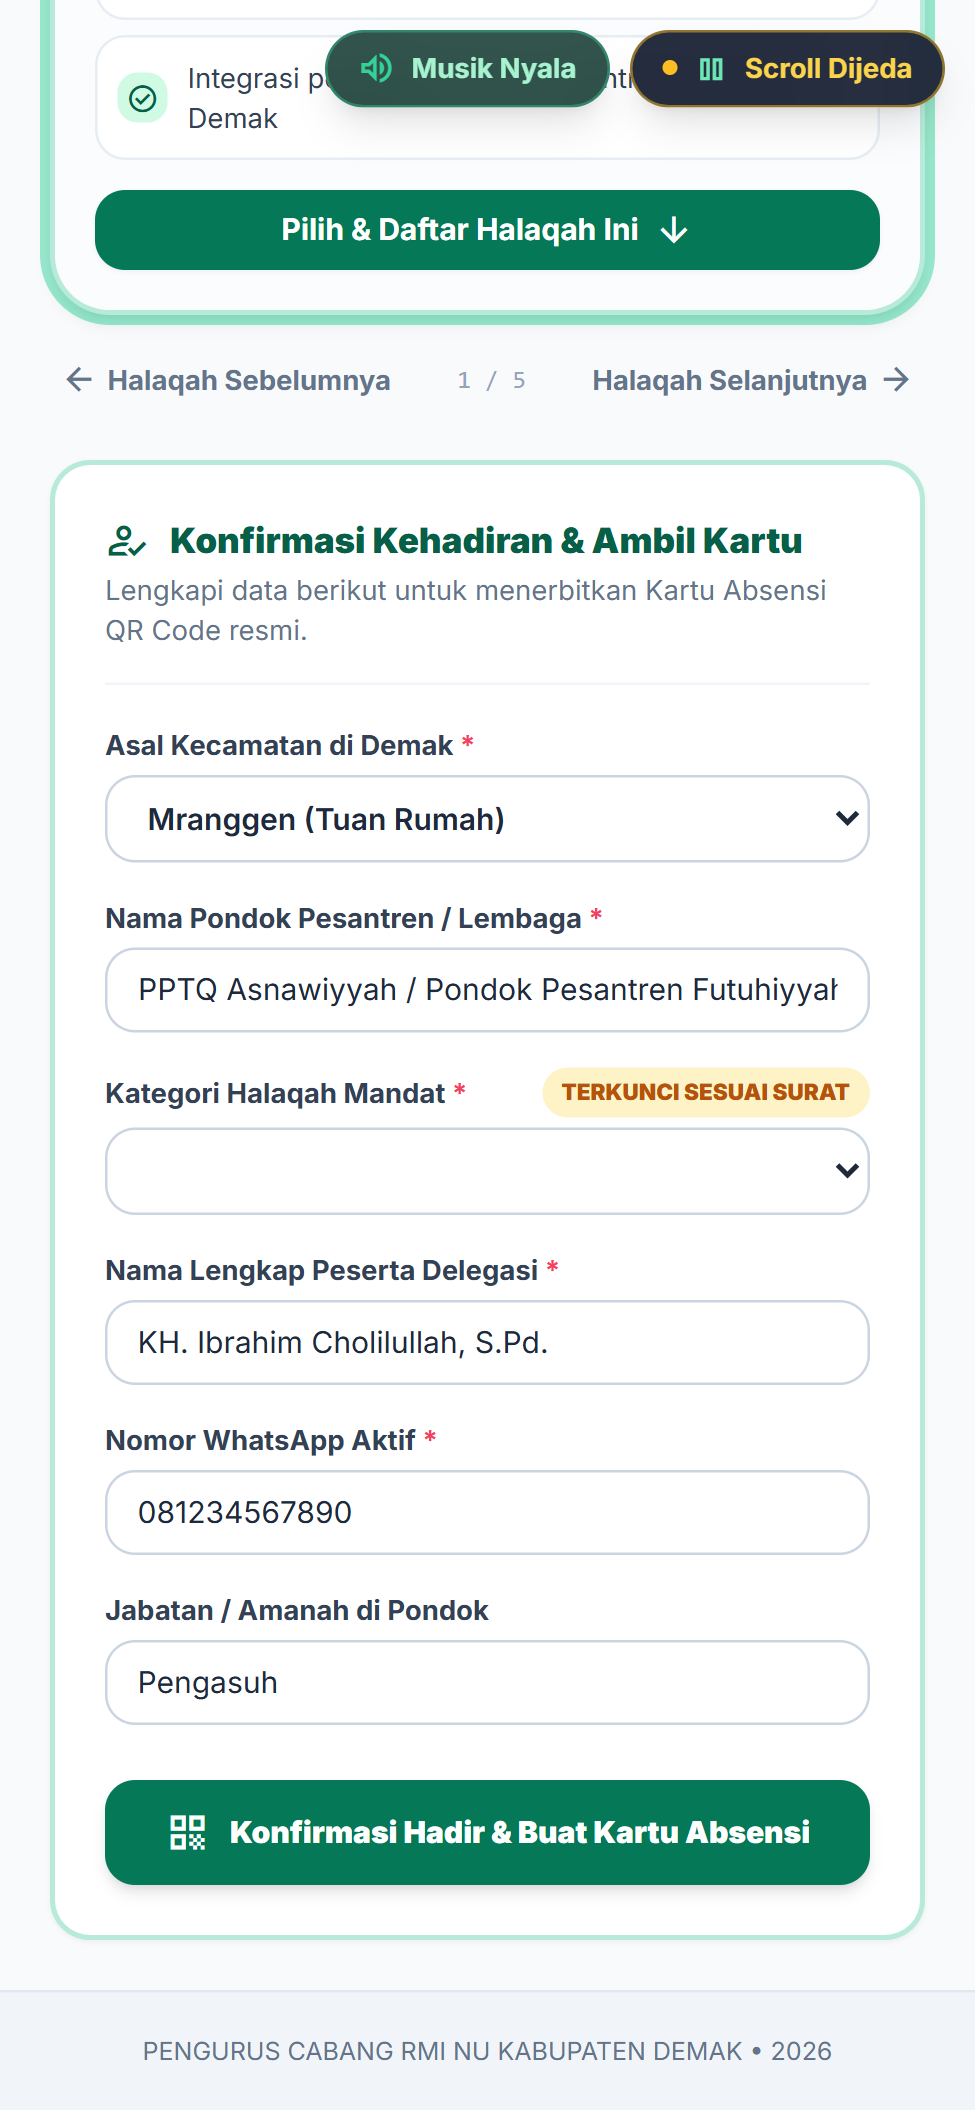 Integrasi
Demak
Musik Nyala
Scroll Dijeda
Pilih & Daftar Halaqah Ini
Halaqah Sebelumnya
1 / 5
Halaqah Selanjutnya
Konfirmasi Kehadiran & Ambil Kartu
Lengkapi data berikut untuk menerbitkan Kartu Absensi
QR Code resmi.
Asal Kecamatan di Demak *
Mranggen (Tuan Rumah)
Nama Pondok Pesantren / Lembaga *
PPTQ Asnawiyyah / Pondok Pesantren Futuhiyyah
Kategori Halaqah Mandat *
TERKUNCI SESUAI SURAT
Nama Lengkap Peserta Delegasi *
KH. Ibrahim Cholilullah, S.Pd.
Nomor WhatsApp Aktif *
081234567890
Jabatan / Amanah di Pondok
Pengasuh
Konfirmasi Hadir & Buat Kartu Absensi
PENGURUS CABANG RMI NU KABUPATEN DEMAK • 2026